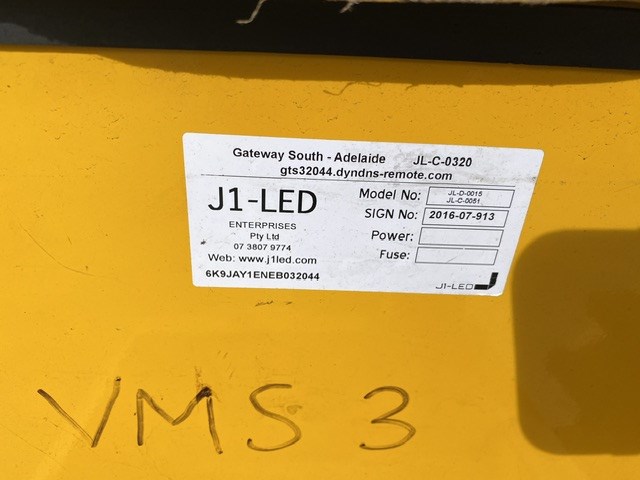 Gateway South - Adelaide JL-C-0320
gts32044.dyndns-remote.com
J1-LED
ENTERPRISES
Pty Ltd
07 3807 9774
Web: www.j1led.com
6K9JAY1ENEB032044
Model No: JL-D-0015
JL-C-0051
SIGN No: 2016-07-913
Power:
Fuse:
J1-LED
VMS 3